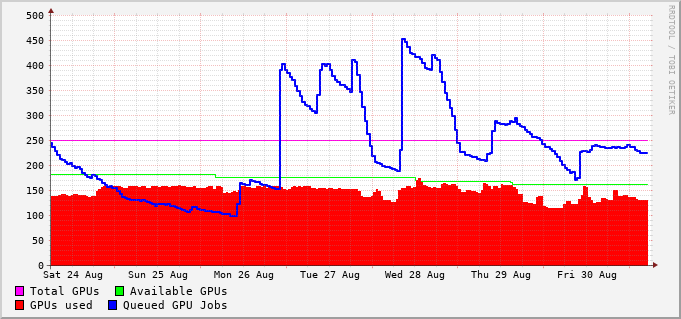 500
450
400
350
300
250
200
150
100
50
0
Sat 24 Aug Sun 25 Aug Mon 26 Aug Tue 27 Aug Wed 28 Aug Thu 29 Aug Fri 30 Aug
Total GPUs Available GPUs
GPUs used Queued GPU Jobs
RRDTOOL / TOBI OETIKER